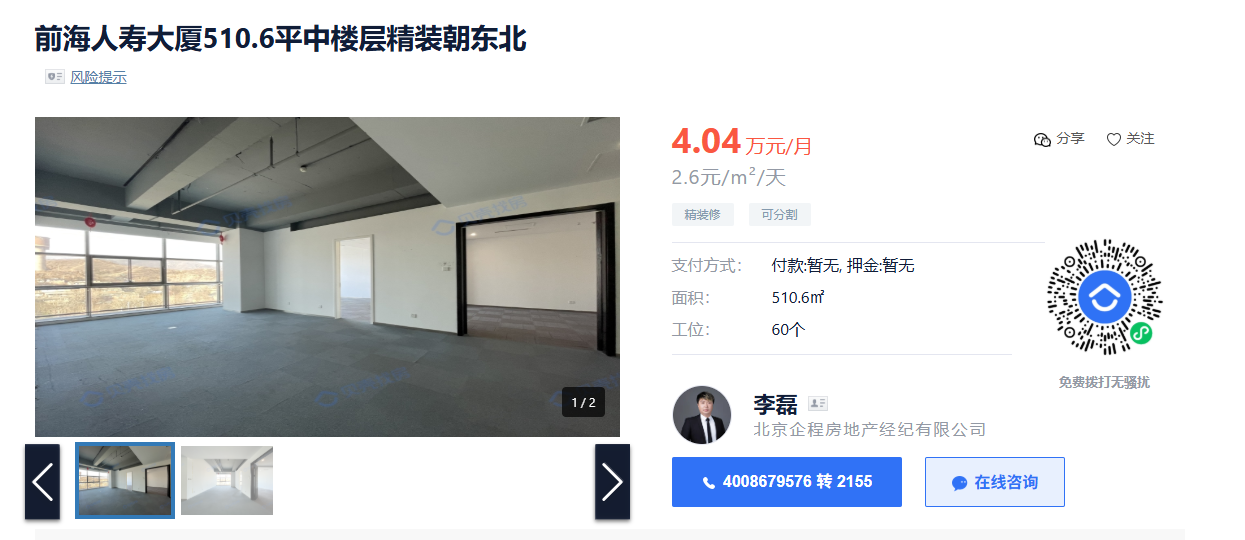 前海人寿大厦510.6平中楼层精装朝东北
风险提示
4.04万元/月
分享
关注
2.6元/m²/天
精装修
可分割
支付方式: 付款:暂无, 押金:暂无
面积: 510.6㎡
工位: 60个
免费拨打无骚扰
1 / 2
李磊
北京企程房地产经纪有限公司
4008679576 转 2155
在线咨询